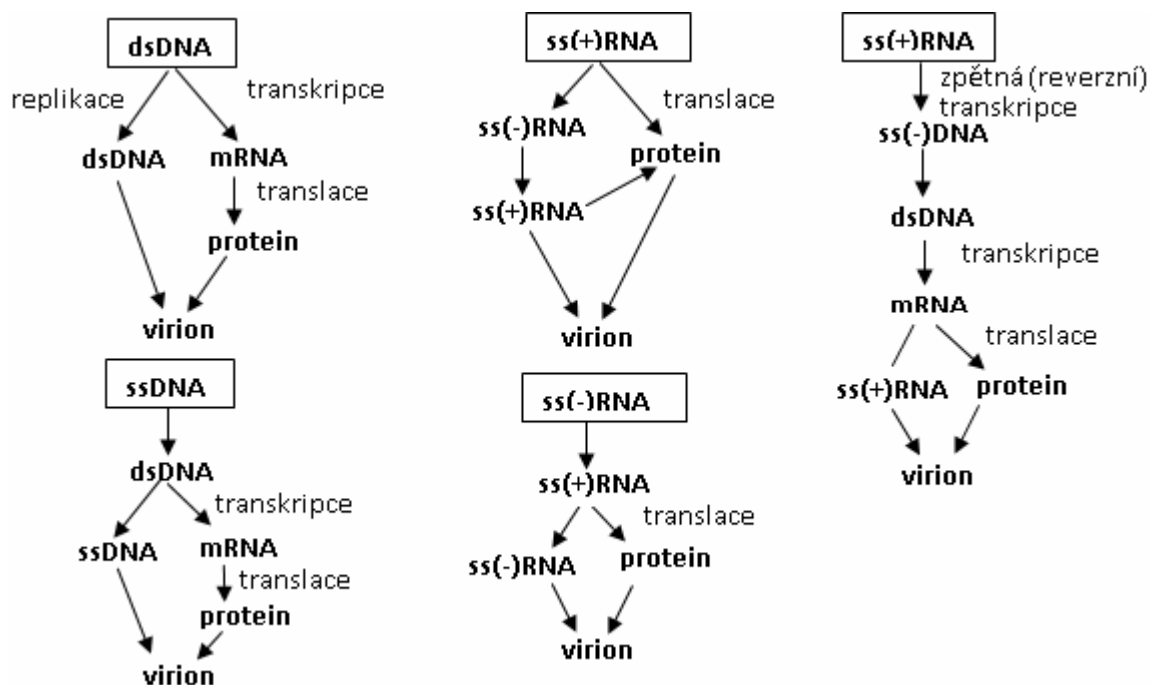 dsDNA
replikace
transkripce
dsDNA
mRNA
translace
protein
virion
ss(+)RNA
translace
ss(-)RNA
protein
ss(+)RNA
virion
ss(+)RNA
zpětná (reverzní)
transkripce
ss(-)DNA
dsDNA
transkripce
mRNA
translace
ss(+)RNA
protein
virion
ssDNA
dsDNA
transkripce
ssDNA
mRNA
translace
protein
virion
ss(-)RNA
ss(+)RNA
translace
ss(-)RNA
protein
virion